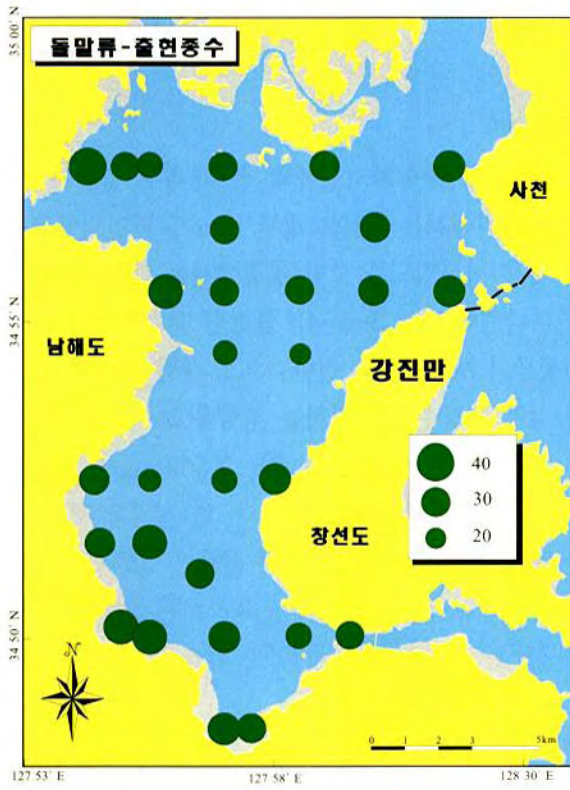 돌말류-출현종수
35 00' N
사천
34 55' N
남해도
강진만
40
30
20
창선도
34 50' N
N
0 1 2 3 5km
127 53' E
127 58' E
128 30' E